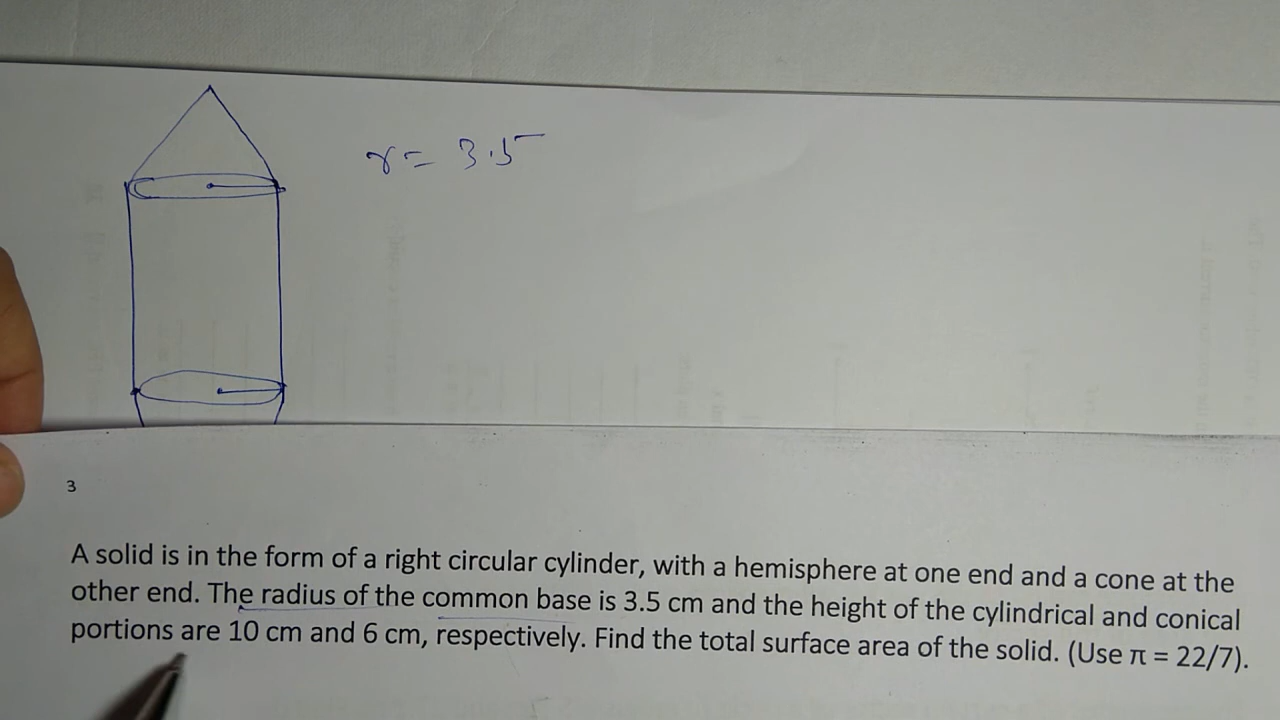 r = 3.5
3
A solid is in the form of a right circular cylinder, with a hemisphere at one end and a cone at the
other end. The radius of the common base is 3.5 cm and the height of the cylindrical and conical
portions are 10 cm and 6 cm, respectively. Find the total surface area of the solid. (Use π = 22/7).